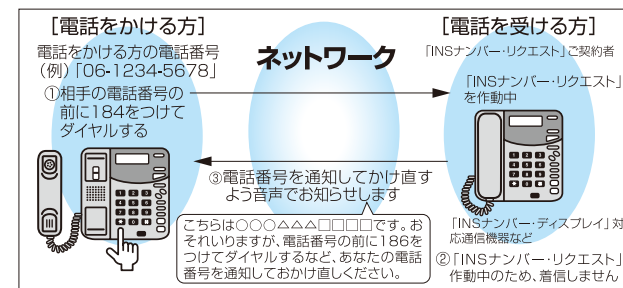 [電話をかける方]
電話をかける方の電話番号
(例)「06-1234-5678」
①相手の電話番号の
前に184をつけて
ダイヤルする
ネットワーク
[電話を受ける方]
「INSナンバー・リクエスト」ご契約者
「INSナンバー・リクエスト」
を作動中
③電話番号を通知してかけ直す
よう音声でお知らせします
こちらは○○○△△△□□□□です。お
それいりますが、電話番号の前に186を
つけてダイヤルするなど、あなたの電話
番号を通知しておかけ直しください。
「INSナンバー・ディスプレイ」対
応通信機器など
②「INSナンバー・リクエスト」
作動中のため、着信しません